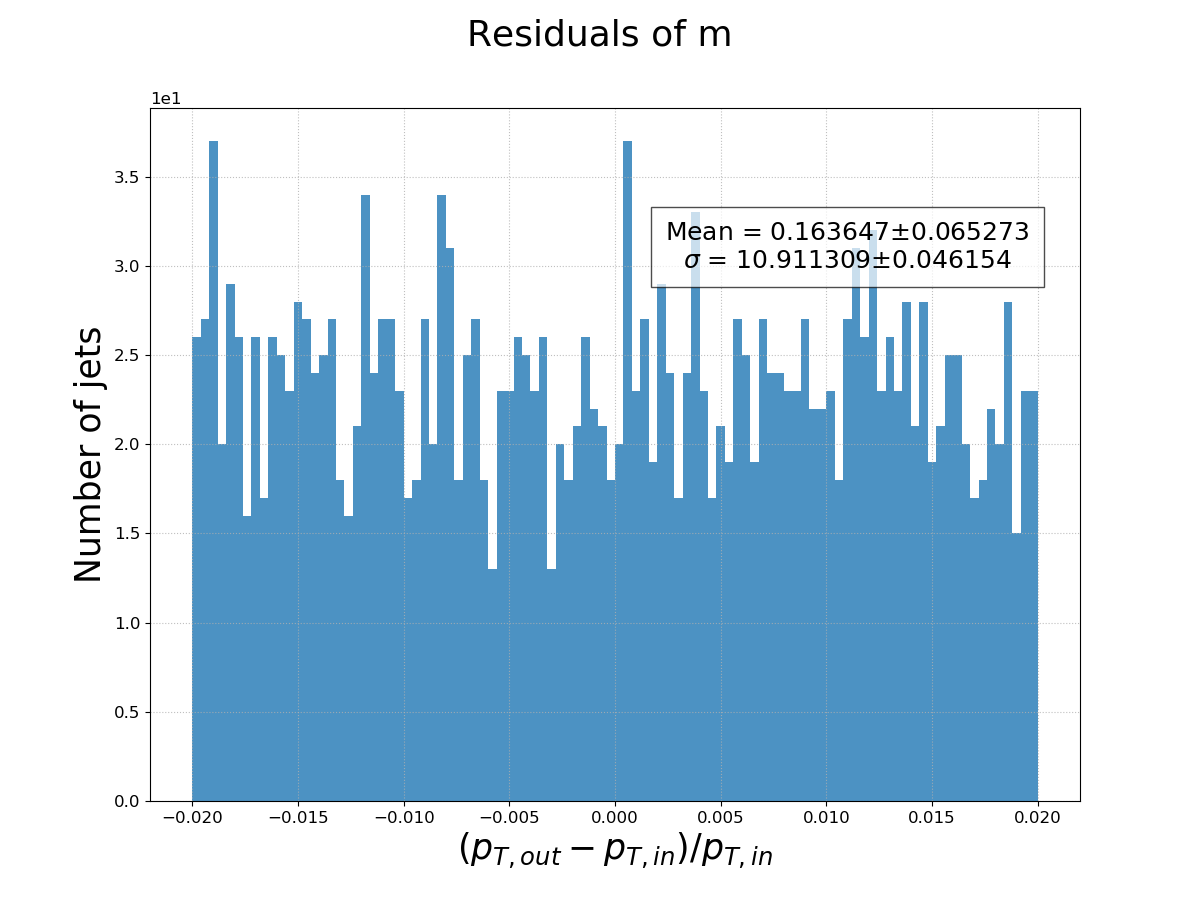 Residuals of m
1e1
3.5
3.0
2.5
2.0
1.5
1.0
0.5
0.0
Number of jets
Mean = 0.163647±0.065273
σ = 10.911309±0.046154
−0.020 −0.015 −0.010 −0.005 0.000 0.005 0.010 0.015 0.020
(p_{T,out} − p_{T,in})/p_{T,in}